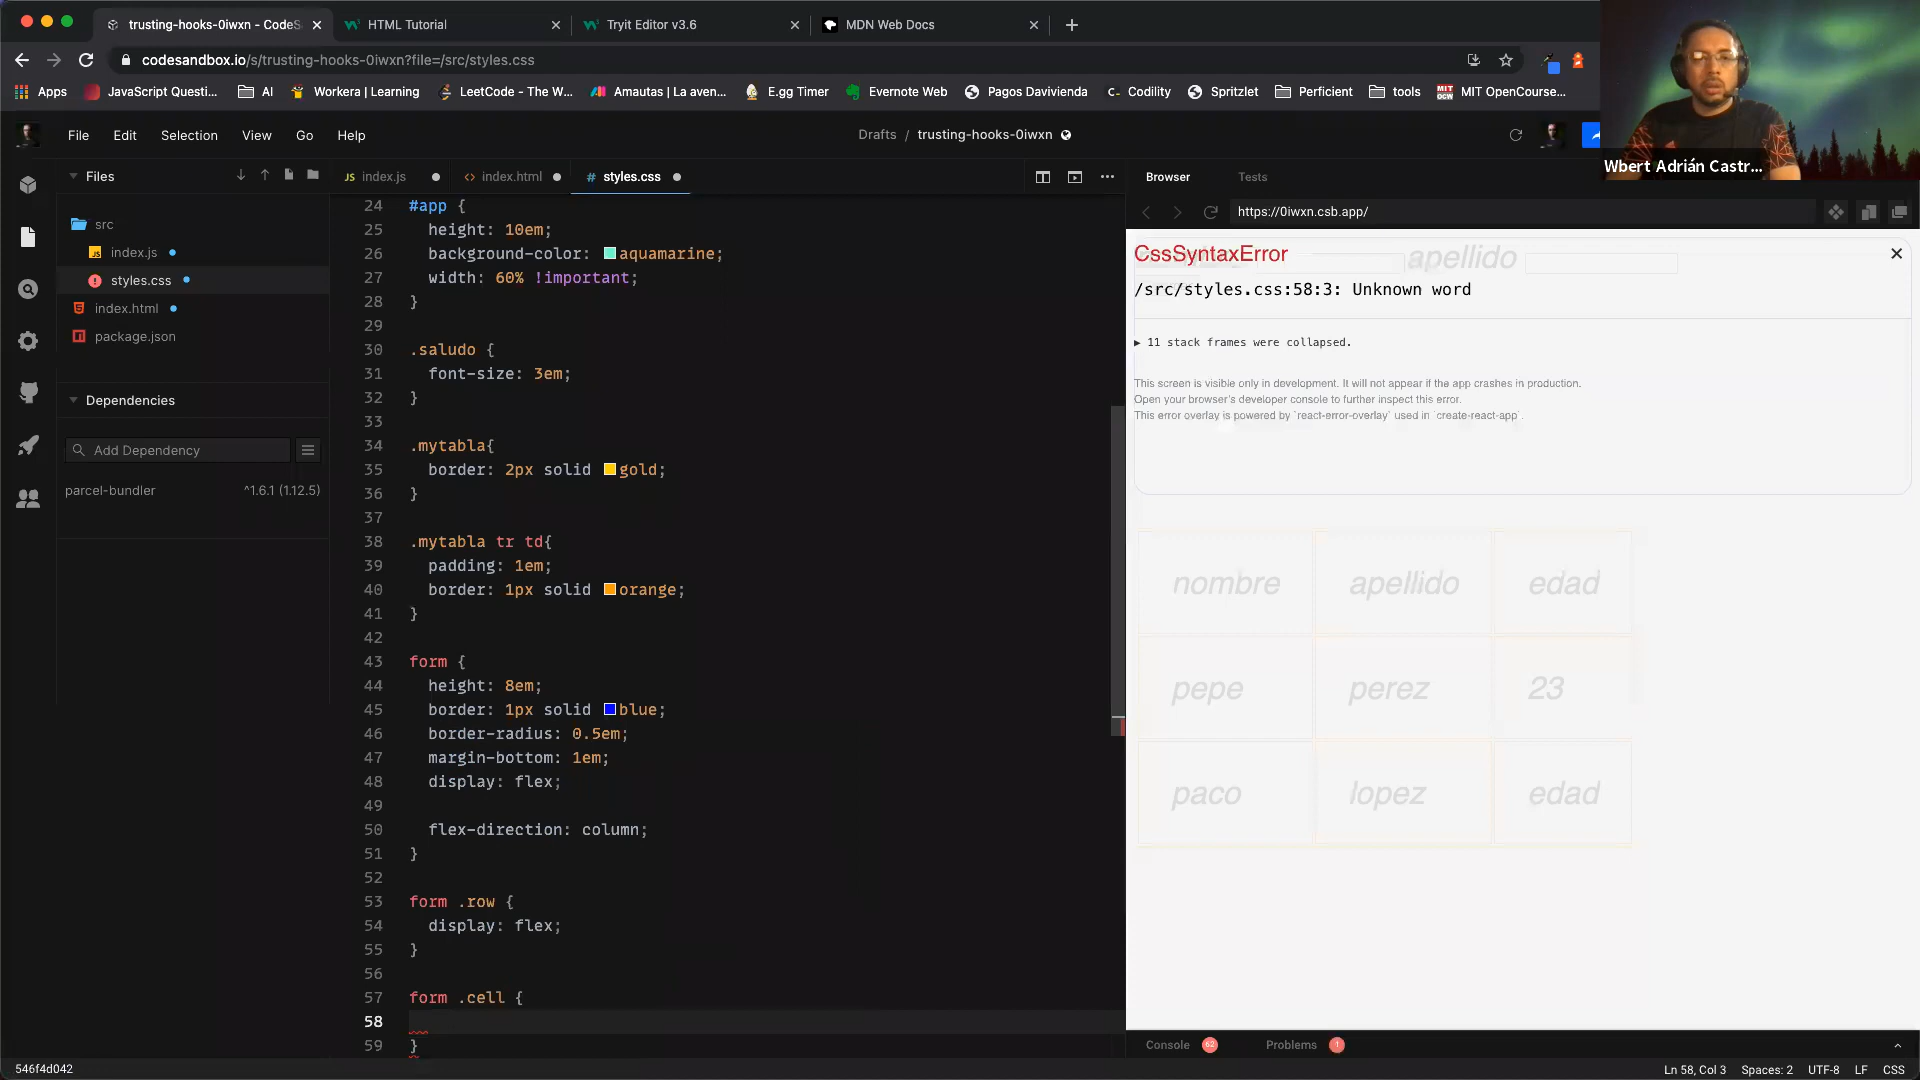 trusting-hooks-0iwxn - CodeS
HTML Tutorial
Tryit Editor v3.6
MDN Web Docs
codesandbox.io/s/trusting-hooks-0iwxn?file=/src/styles.css
Apps
JavaScript Questi...
AI
Workera | Learning
LeetCode - The W...
Amautas | La aven...
E.gg Timer
Evernote Web
Pagos Davivienda
Codility
Spritzlet
Perficient
tools
MIT OpenCourse...
File
Edit
Selection
View
Go
Help
Drafts / trusting-hooks-0iwxn
Wbert Adrián Castr...
Files
index.js
index.html
# styles.css
Browser
Tests
https://0iwxn.csb.app/
src
index.js
styles.css
index.html
package.json
Dependencies
Add Dependency
parcel-bundler
^1.6.1 (1.12.5)
24 #app {
25 height: 10em;
26 background-color: aquamarine;
27 width: 60% !important;
28 }
29
30 .saludo {
31 font-size: 3em;
32 }
33
34 .mytabla{
35 border: 2px solid gold;
36 }
37
38 .mytabla tr td{
39 padding: 1em;
40 border: 1px solid orange;
41 }
42
43 form {
44 height: 8em;
45 border: 1px solid blue;
46 border-radius: 0.5em;
47 margin-bottom: 1em;
48 display: flex;
49
50 flex-direction: column;
51 }
52
53 form .row {
54 display: flex;
55 }
56
57 form .cell {
58
59 }
CssSyntaxError
apellido
/src/styles.css:58:3: Unknown word
▶ 11 stack frames were collapsed.
This screen is visible only in development. It will not appear if the app crashes in production.
Open your browser's developer console to further inspect this error.
This error overlay is powered by `react-error-overlay` used in `create-react-app`.
nombre apellido edad
pepe perez 23
paco lopez edad
Console 62
Problems 1
546f4d042
Ln 58, Col 3
Spaces: 2
UTF-8
LF
CSS